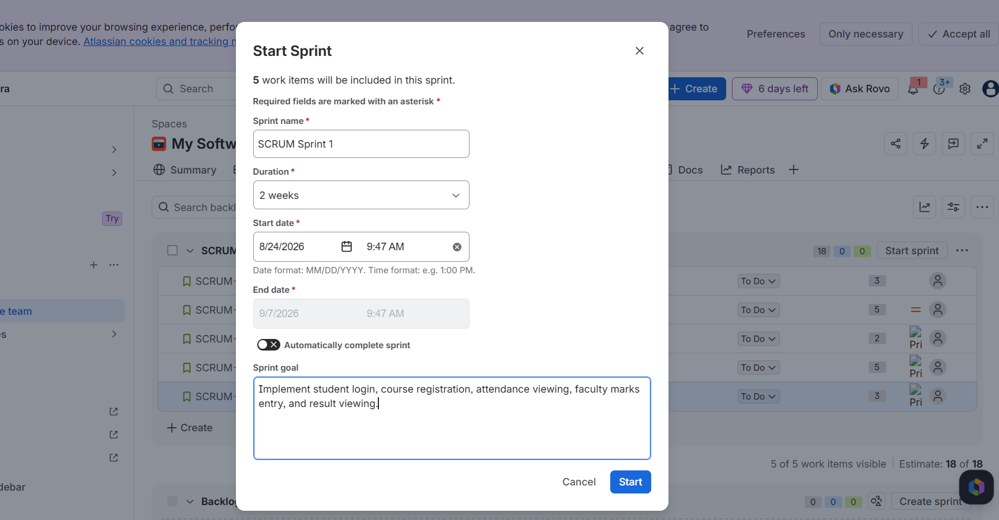 okies to improve your browsing experience, perfo
agree to
s on your device. Atlassian cookies and tracking n
Preferences
Only necessary
Accept all
ra
Search
+ Create
6 days left
Ask Rovo
1
3+
Spaces
My Softw
Summary
Docs
Reports
Try
Search backl
SCRUM
18 0 0
Start sprint
SCRUM-
To Do
3
SCRUM-
To Do
5
SCRUM-
To Do
2
Pri
SCRUM-
To Do
5
Pri
SCRUM-
To Do
3
Pri
e team
es
+ Create
5 of 5 work items visible
Estimate: 18 of 18
debar
Backlog
0 0 0
Create sprint
Start Sprint
5 work items will be included in this sprint.
Required fields are marked with an asterisk *
Sprint name *
SCRUM Sprint 1
Duration *
2 weeks
Start date *
8/24/2026
9:47 AM
Date format: MM/DD/YYYY. Time format: e.g. 1:00 PM.
End date *
9/7/2026
9:47 AM
Automatically complete sprint
Sprint goal
Implement student login, course registration, attendance viewing, faculty marks
entry, and result viewing.
Cancel
Start